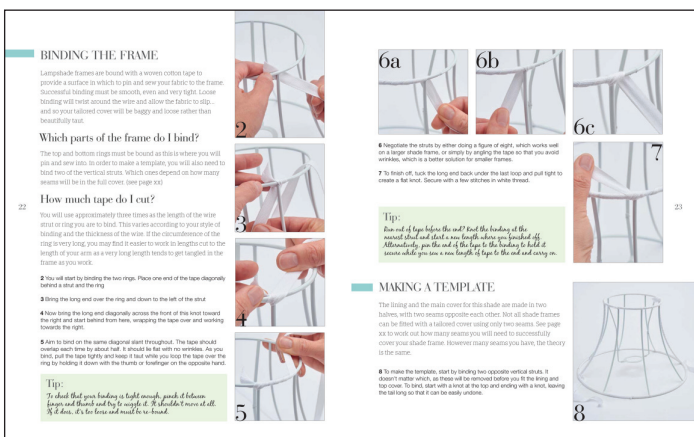 BINDING THE FRAME
Lampshade frames are bound with a woven cotton tape to
provide a surface in which to pin and sew your fabric to the frame.
Successful binding must be smooth, even and very tight. Loose
binding will twist around the wire and allow the fabric to slip...
and so your tailored cover will be baggy and loose rather than
beautifully taut.
Which parts of the frame do I bind?
The top and bottom rings must be bound as this is where you will
pin and sew into. In order to make a template, you will also need to
bind two of the vertical struts. Which ones depend on how many
seams will be in the full cover. (see page xx)
How much tape do I cut?
22
You will use approximately three times as the length of the wire
strut or ring you are to bind. This varies according to your style of
binding and the thickness of the wire. If the circumference of the
ring is very long, you may find it easier to work in lengths cut to the
length of your arm as a very long length tends to get tangled in the
frame as you work.
2 You will start by binding the two rings. Place one end of the tape diagonally
behind a strut and the ring
3 Bring the long end over the ring and down to the left of the strut
4 Now bring the long end diagonally across the front of this knot toward
the right and start behind from here, wrapping the tape over and working
towards the right.
5 Aim to bind on the same diagonal slant throughout. The tape should
overlap each time by about half. It should lie flat with no wrinkles. As you
bind, pull the tape tightly and keep it taut while you loop the tape over the
ring by holding it down with the thumb or forefinger on the opposite hand.
Tip:
To check that your binding is tight enough, pinch it between
finger and thumb and try to wiggle it. It shouldn't move at all.
If it does, it's too loose and must be re-bound.
2
3
4
5
6a
6b
6c
6 Negotiate the struts by either doing a figure of eight, which works well
on a larger shade frame, or simply by angling the tape so that you avoid
wrinkles, which is a better solution for smaller frames.
7 To finish off, tuck the long end back under the last loop and pull tight to
create a flat knot. Secure with a few stitches in white thread.
7
23
Tip:
Run out of tape before the end? Knot the binding at the
nearest strut and start a new length where you finished off.
Alternatively, pin the end of the tape to the binding to hold it
secure while you sew a new length of tape to the end and carry on.
MAKING A TEMPLATE
The lining and the main cover for this shade are made in two
halves, with two seams opposite each other. Not all shade frames
can be fitted with a tailored cover using only two seams. See page
xx to work out how many seams you will need to successfully
cover your shade frame. However many seams you have, the theory
is the same.
8 To make the template, start by binding two opposite vertical struts. It
doesn't matter which, as these will be removed before you fit the lining and
top cover. To bind, start with a knot at the top and ending with a knot, leaving
the tail long so that it can be easily undone.
8